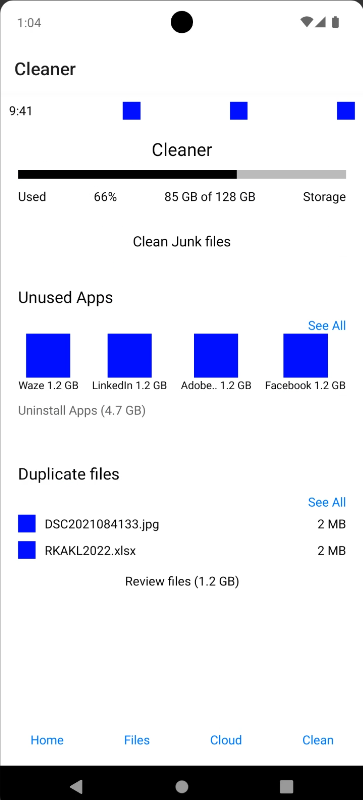 1:04
Cleaner
9:41
Cleaner
Used 66% 85 GB of 128 GB Storage
Clean Junk files
Unused Apps
See All
Waze 1.2 GB LinkedIn 1.2 GB Adobe.. 1.2 GB Facebook 1.2 GB
Uninstall Apps (4.7 GB)
Duplicate files
See All
DSC2021084133.jpg 2 MB
RKAKL2022.xlsx 2 MB
Review files (1.2 GB)
Home Files Cloud Clean